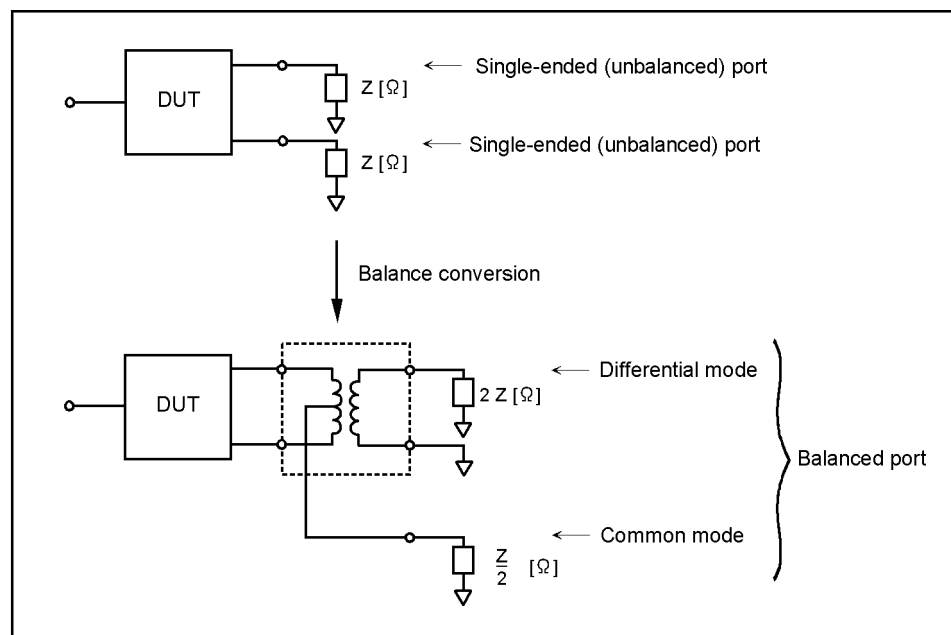 Single-ended (unbalanced) port
DUT
Z [Ω]
Single-ended (unbalanced) port
Z [Ω]
Balance conversion
Differential mode
2 Z [Ω]
DUT
Balanced port
Common mode
Z/2 [Ω]